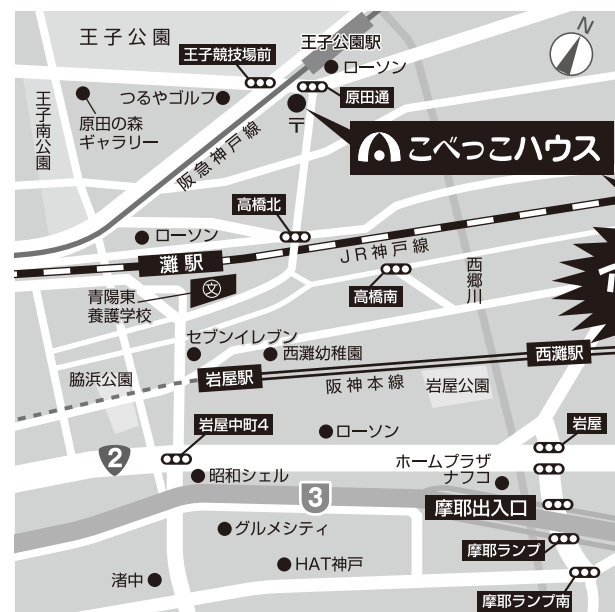 王子公園
王子公園駅
N
王子競技場前
ローソン
原田通
つるやゴルフ
原田の森
ギャラリー
王子南公園
〒
こべっこハウス
阪急神戸線
高橋北
ローソン
灘駅
JR神戸線
文
高橋南
西郷川
青陽東
養護学校
セブンイレブン
西灘幼稚園
西灘駅
岩屋駅
阪神本線
岩屋公園
脇浜公園
岩屋中町4
ローソン
岩屋
2
昭和シェル
ホームプラザ
ナフコ
3
摩耶出入口
グルメシティ
摩耶ランプ
HAT神戸
渚中
摩耶ランプ南